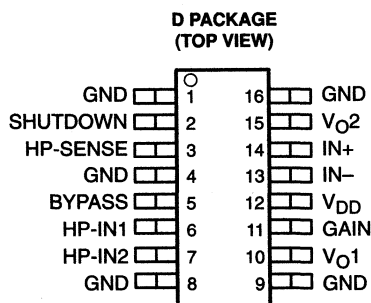 D PACKAGE
(TOP VIEW)
GND 1 16 GND
SHUTDOWN 2 15 VO2
HP-SENSE 3 14 IN+
GND 4 13 IN–
BYPASS 5 12 VDD
HP-IN1 6 11 GAIN
HP-IN2 7 10 VO1
GND 8 9 GND